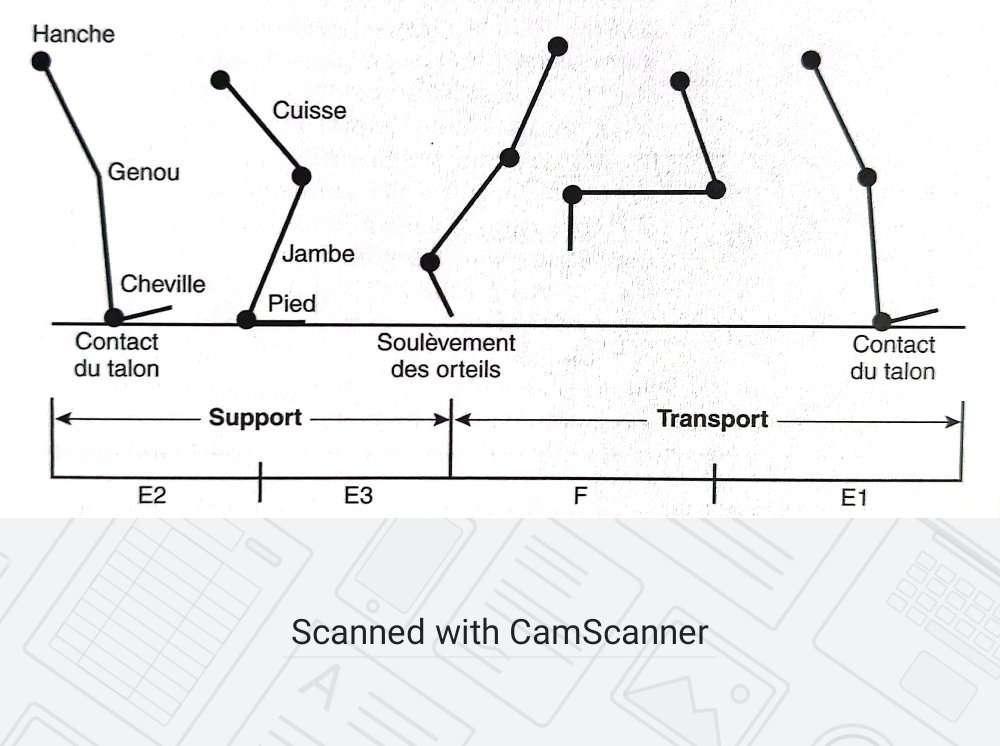 Hanche
Cuisse
Genou
Jambe
Cheville
Pied
Contact
du talon
Soulèvement
des orteils
Contact
du talon
Support
Transport
E2
E3
F
E1
Scanned with CamScanner